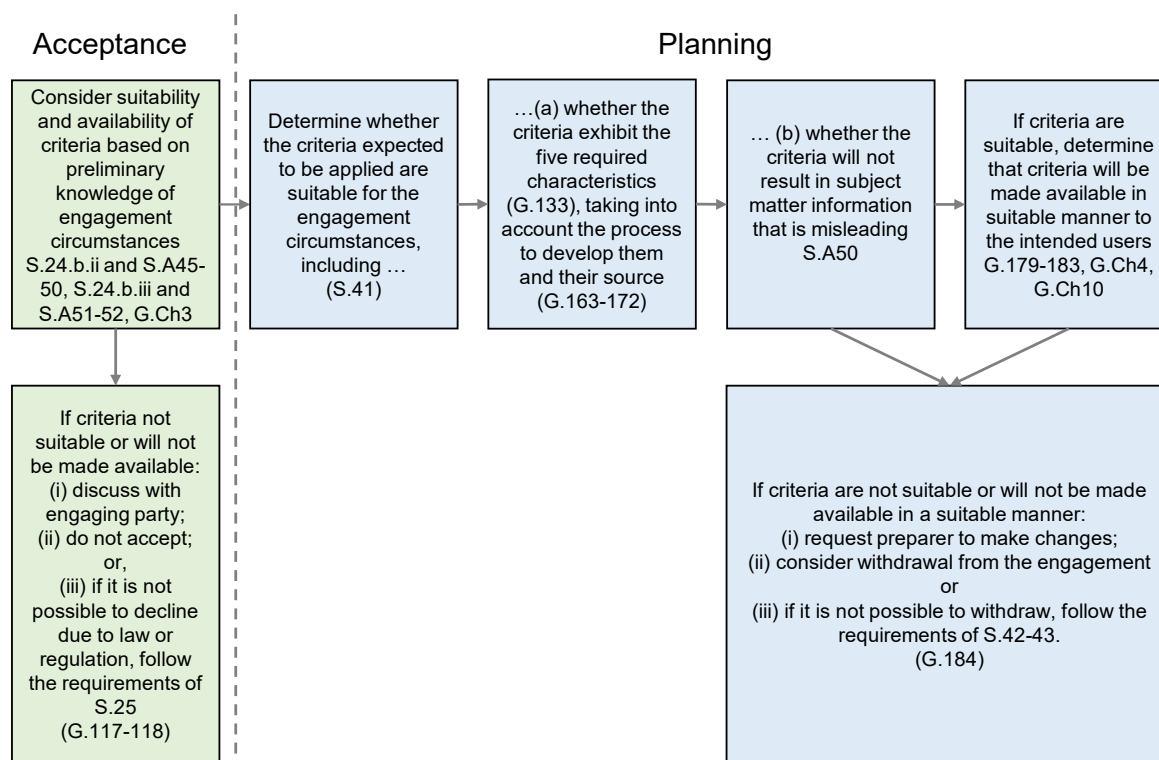 Acceptance
Planning
Consider suitability
and availability of
criteria based on
preliminary
knowledge of
engagement
circumstances
S.24.b.ii and S.A45-
50, S.24.b.iii and
S.A51-52, G.Ch3
Determine whether
the criteria expected
to be applied are
suitable for the
engagement
circumstances,
including …
(S.41)
…(a) whether the
criteria exhibit the
five required
characteristics
(G.133), taking into
account the process
to develop them
and their source
(G.163-172)
… (b) whether the
criteria will not
result in subject
matter information
that is misleading
S.A50
If criteria are
suitable, determine
that criteria will be
made available in
suitable manner to
the intended users
G.179-183, G.Ch4,
G.Ch10
If criteria not
suitable or will not
be made available:
(i) discuss with
engaging party;
(ii) do not accept;
or,
(iii) if it is not
possible to decline
due to law or
regulation, follow
the requirements of
S.25
(G.117-118)
If criteria are not suitable or will not be made
available in a suitable manner:
(i) request preparer to make changes;
(ii) consider withdrawal from the engagement
or
(iii) if it is not possible to withdraw, follow the
requirements of S.42-43.
(G.184)